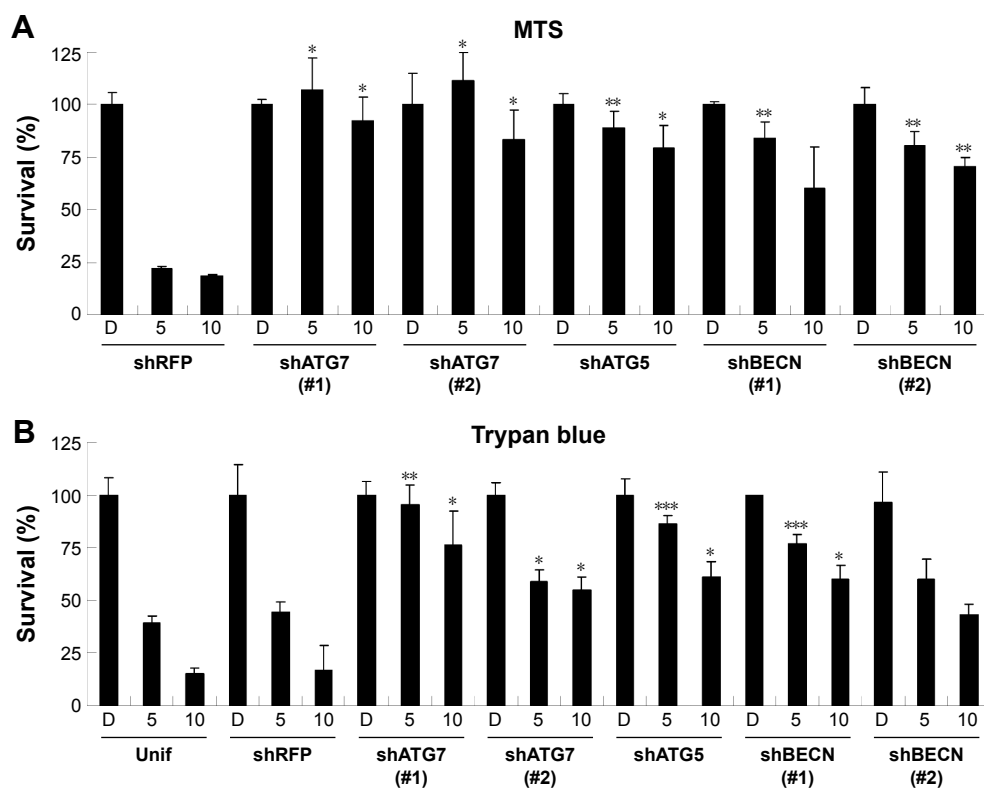 A
MTS
Survival (%)
125
100
75
50
25
0
* * * * ** * ** ** **
D 5 10 D 5 10 D 5 10 D 5 10 D 5 10 D 5 10
shRFP shATG7 shATG7 shATG5 shBECN shBECN
(#1) (#2) (#1) (#2)
B
Trypan blue
Survival (%)
125
100
75
50
25
0
** * * * *** * *** *
D 5 10 D 5 10 D 5 10 D 5 10 D 5 10 D 5 10 D 5 10
Unif shRFP shATG7 shATG7 shATG5 shBECN shBECN
(#1) (#2) (#1) (#2)